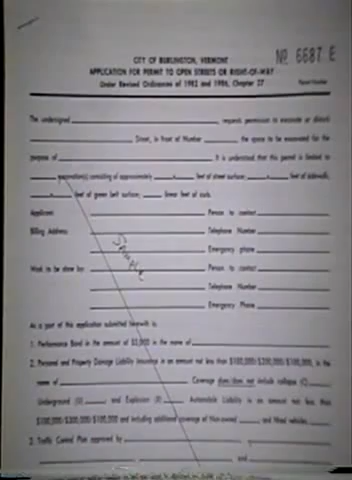 CITY OF BURLINGTON, VERMONT
Nº 6687 E
APPLICATION FOR PERMIT TO OPEN STREETS OR RIGHT-OF-WAY
Under Revised Ordinances of 1962 and 1986, Chapter 27
Permit Number
The undersigned requests permission to excavate or disturb
Street, in front of Number the space to be excavated for the
purpose of It is understood that this permit is limited to
excavation(s) consisting of approximately feet of street surface; feet of sidewalk,
feet of green belt surface; linear feet of curb.
Applicant Person to contact
Billing Address Telephone Number
Sample
Emergency phone
Work to be done by: Person to contact
Telephone Number
Emergency Phone
As a part of this application submitted herewith is:
1. Performance Bond in the amount of $2,000 in the name of
2. Personal and Property Damage Liability Insurance in an amount not less than $100,000/$300,000/$100,000, in the
name of Coverage does/does not include collapse (C)
Underground (U) and Explosion (X) Automobile Liability in an amount not less than
$100,000/$300,000/$100,000 and including additional coverage of Non-owned and Hired vehicles.
3. Traffic Control Plan approved by
and